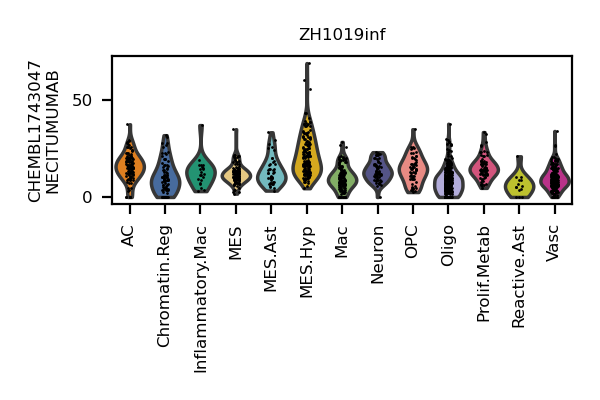 ZH1019inf
CHEMBL1743047
NECITUMUMAB
50
0
AC
Chromatin.Reg
Inflammatory.Mac
MES
MES.Ast
MES.Hyp
Mac
Neuron
OPC
Oligo
Prolif.Metab
Reactive.Ast
Vasc